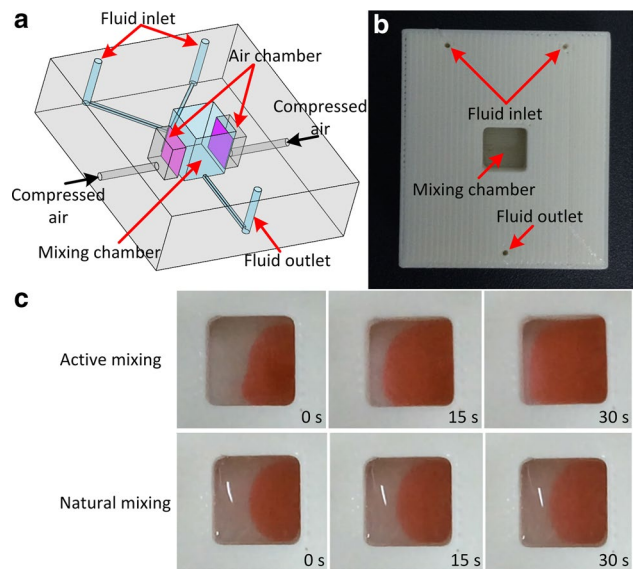 a
Fluid inlet
Air chamber
Compressed
air
Compressed
air
Mixing chamber
Fluid outlet
b
Fluid inlet
Mixing chamber
Fluid outlet
c
Active mixing
0 s
15 s
30 s
Natural mixing
0 s
15 s
30 s